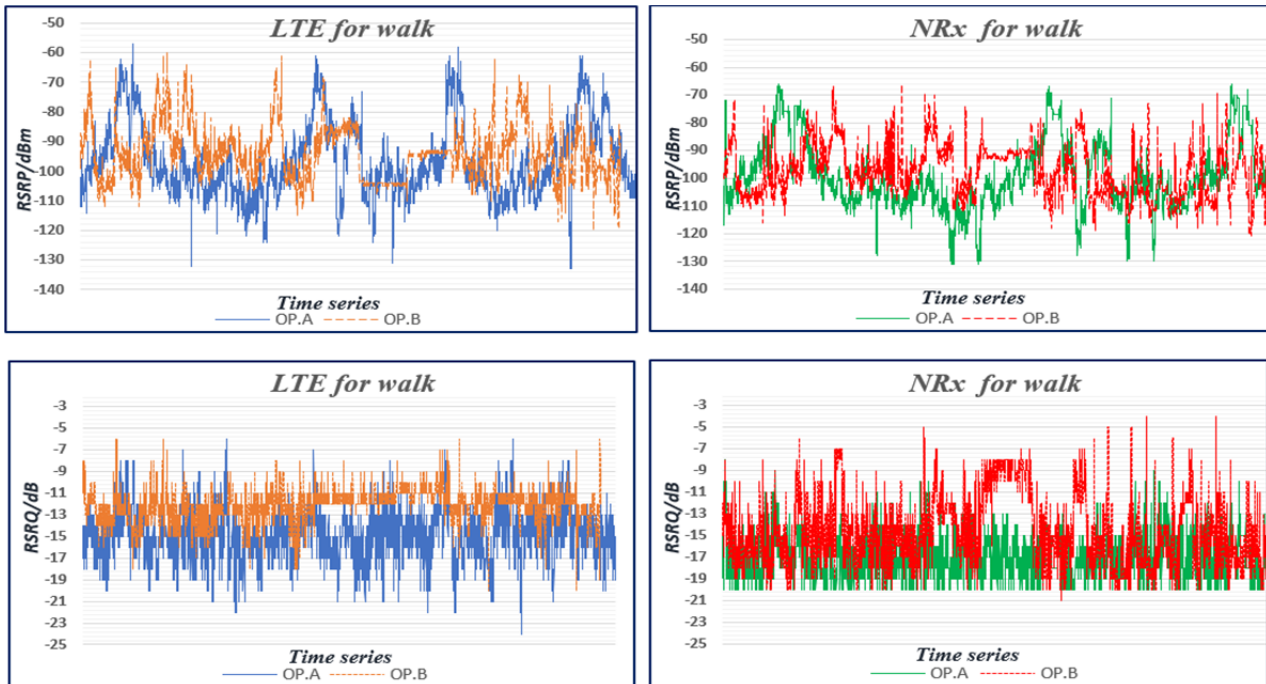 LTE for walk
RSRP/dBm
-50
-60
-70
-80
-90
-100
-110
-120
-130
-140
Time series
OP.A OP.B
NRx for walk
RSRP/dBm
-50
-60
-70
-80
-90
-100
-110
-120
-130
-140
Time series
OP.A OP.B
LTE for walk
RSRQ/dB
-3
-5
-7
-9
-11
-13
-15
-17
-19
-21
-23
-25
Time series
OP.A OP.B
NRx for walk
RSRQ/dB
-3
-5
-7
-9
-11
-13
-15
-17
-19
-21
-23
-25
Time series
OP.A OP.B